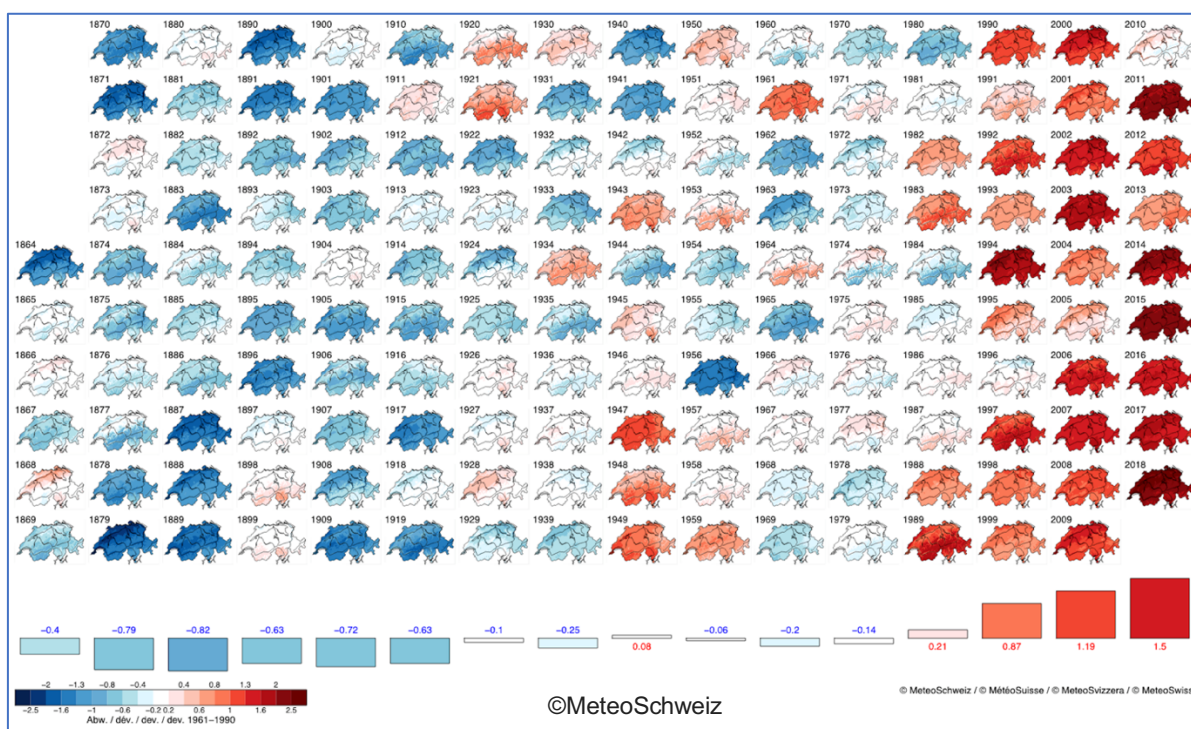 1870 1880 1890 1900 1910 1920 1930 1940 1950 1960 1970 1980 1990 2000 2010
1871 1881 1891 1901 1911 1921 1931 1941 1951 1961 1971 1981 1991 2001 2011
1872 1882 1892 1902 1912 1922 1932 1942 1952 1962 1972 1982 1992 2002 2012
1873 1883 1893 1903 1913 1923 1933 1943 1953 1963 1973 1983 1993 2003 2013
1864 1874 1884 1894 1904 1914 1924 1934 1944 1954 1964 1974 1984 1994 2004 2014
1865 1875 1885 1895 1905 1915 1925 1935 1945 1955 1965 1975 1985 1995 2005 2015
1866 1876 1886 1896 1906 1916 1926 1936 1946 1956 1966 1976 1986 1996 2006 2016
1867 1877 1887 1897 1907 1917 1927 1937 1947 1957 1967 1977 1987 1997 2007 2017
1868 1878 1888 1898 1908 1918 1928 1938 1948 1958 1968 1978 1988 1998 2008 2018
1869 1879 1889 1899 1909 1919 1929 1939 1949 1959 1969 1979 1989 1999 2009
−0.4 −0.79 −0.82 −0.63 −0.72 −0.63 −0.1 −0.25 0.08 −0.06 −0.2 −0.14 0.21 0.87 1.19 1.5
−2 −1.3 −0.8 −0.4 0.2 0.6 1 1.6 2.5
−2.5 −1.6 −1 −0.6 −0.2 0.4 0.8 1.3 2
Abw. / dév. / dev. / dev. 1961−1990
©MeteoSchweiz
© MeteoSchweiz / © MétéoSuisse / © MeteoSvizzera / © MeteoSwiss